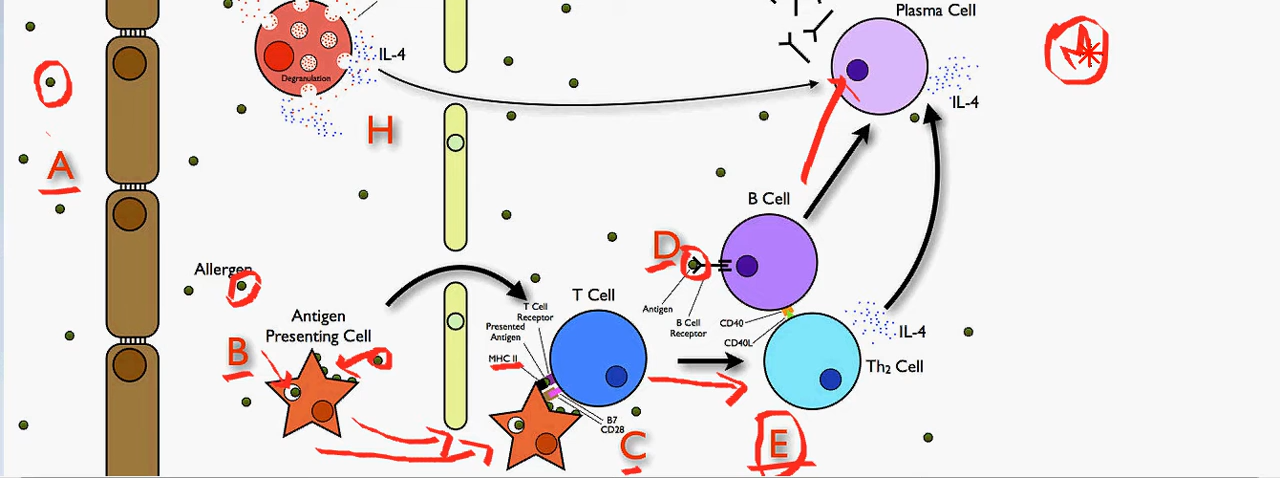 Plasma Cell
IL-4
Degranulation
IL-4
H
A
B Cell
D
Allergen
Antigen
B Cell
Receptor
T Cell
T Cell
Receptor
Presented
Antigen
MHC II
Antigen
Presenting Cell
B
CD40
CD40L
IL-4
Th2 Cell
B7
CD28
C
E